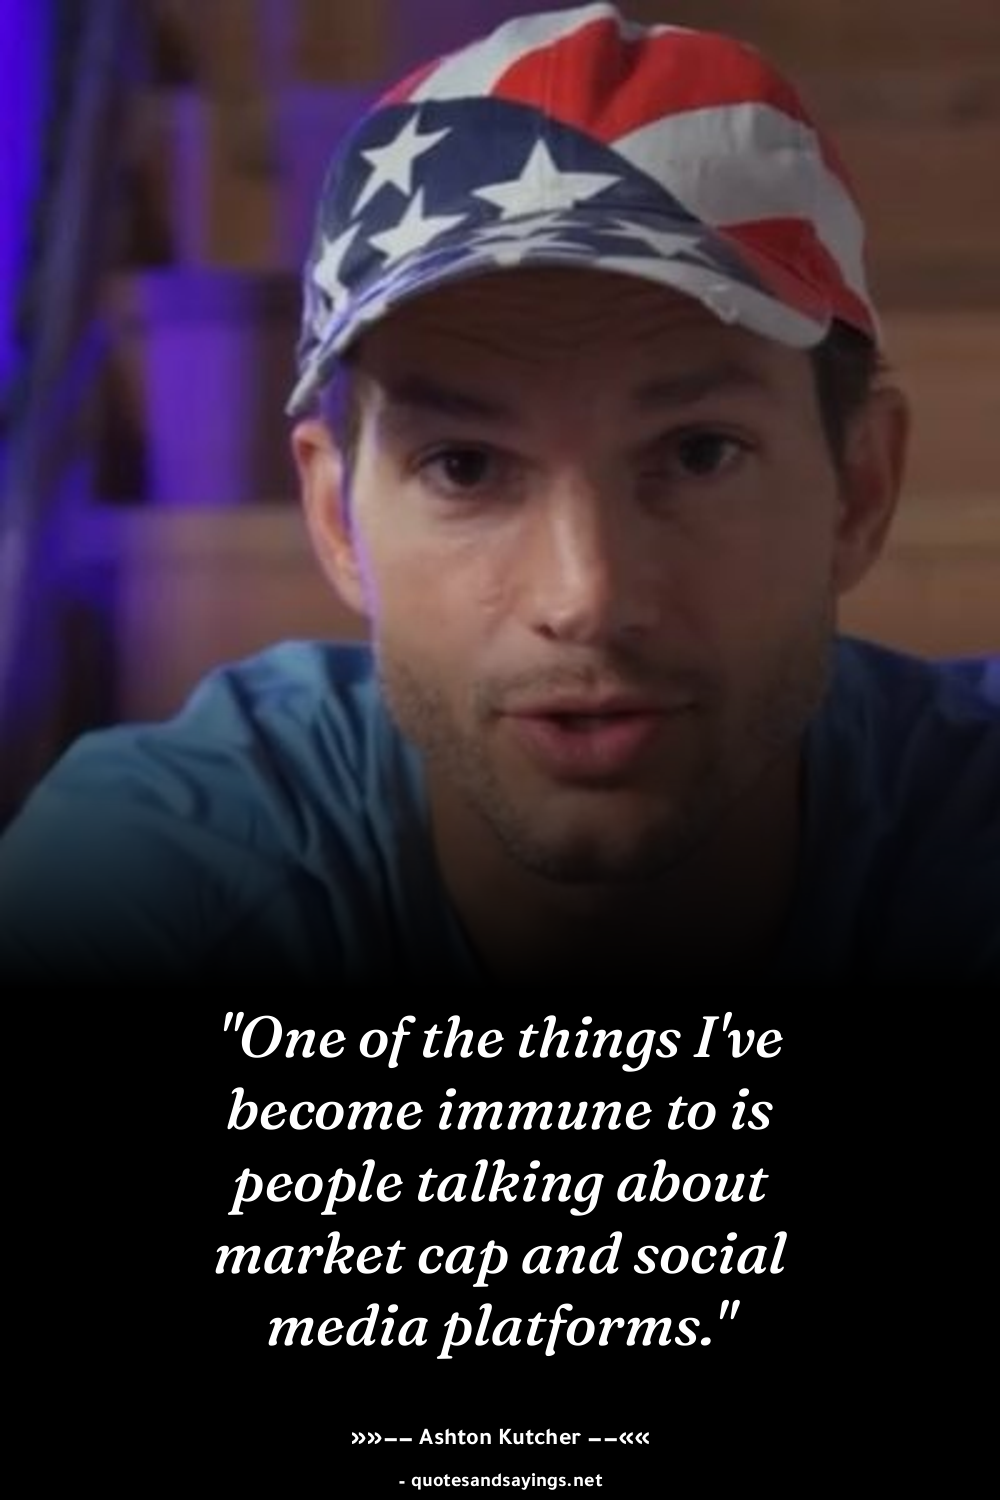 "One of the things I've
become immune to is
people talking about
market cap and social
media platforms."
»»–– Ashton Kutcher ––««
- quotesandsayings.net